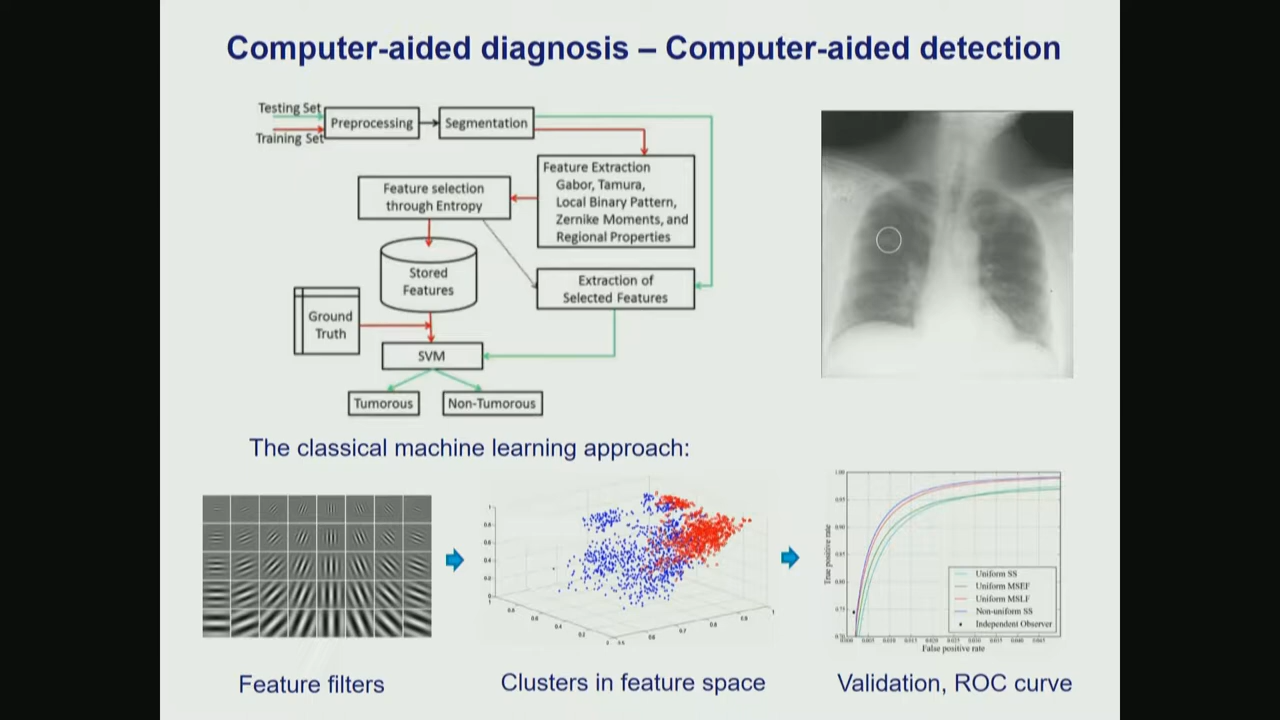 Computer-aided diagnosis – Computer-aided detection
Testing Set
Training Set
Preprocessing
Segmentation
Feature Extraction
Gabor, Tamura,
Local Binary Pattern,
Zernike Moments, and
Regional Properties
Feature selection
through Entropy
Stored
Features
Extraction of
Selected Features
Ground
Truth
SVM
Tumorous
Non-Tumorous
The classical machine learning approach:
True positive rate
Uniform SS
Uniform MSEF
Uniform MSLF
Non-uniform SS
Independent Observer
False positive rate
Feature filters
Clusters in feature space
Validation, ROC curve